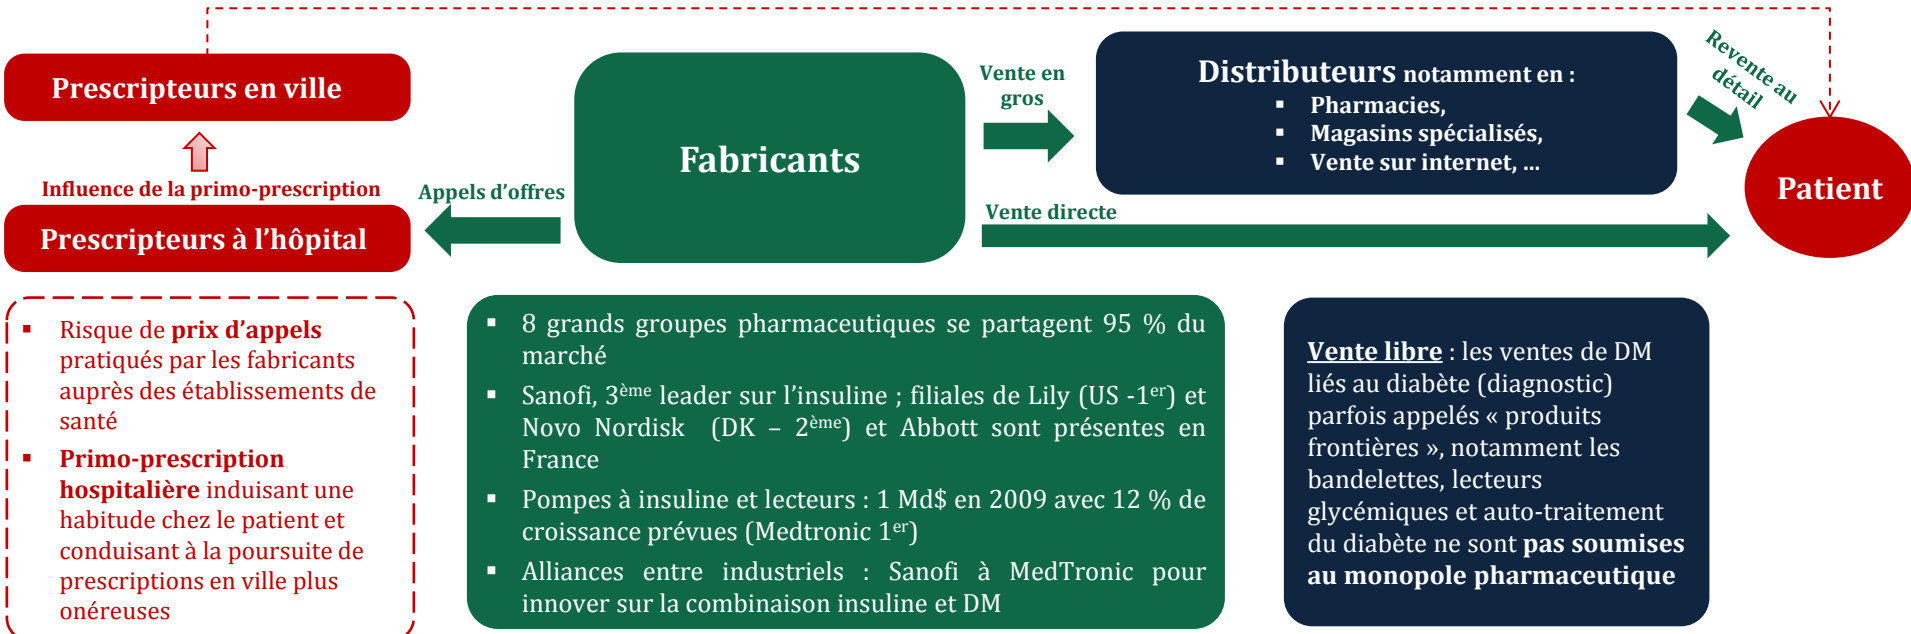 Prescripteurs en ville
Influence de la primo-prescription
Prescripteurs à l’hôpital
Appels d’offres
Fabricants
Vente en
gros
Distributeurs notamment en :
▪ Pharmacies,
▪ Magasins spécialisés,
▪ Vente sur internet, …
Revente au
détail
Vente directe
Patient
▪ Risque de prix d’appels
pratiqués par les fabricants
auprès des établissements de
santé
▪ Primo-prescription
hospitalière induisant une
habitude chez le patient et
conduisant à la poursuite de
prescriptions en ville plus
onéreuses
▪ 8 grands groupes pharmaceutiques se partagent 95 % du
marché
▪ Sanofi, 3ème leader sur l’insuline ; filiales de Lily (US -1er) et
Novo Nordisk (DK – 2ème) et Abbott sont présentes en
France
▪ Pompes à insuline et lecteurs : 1 Md$ en 2009 avec 12 % de
croissance prévues (Medtronic 1er)
▪ Alliances entre industriels : Sanofi à MedTronic pour
innover sur la combinaison insuline et DM
Vente libre : les ventes de DM
liés au diabète (diagnostic)
parfois appelés « produits
frontières », notamment les
bandelettes, lecteurs
glycémiques et auto-traitement
du diabète ne sont pas soumises
au monopole pharmaceutique